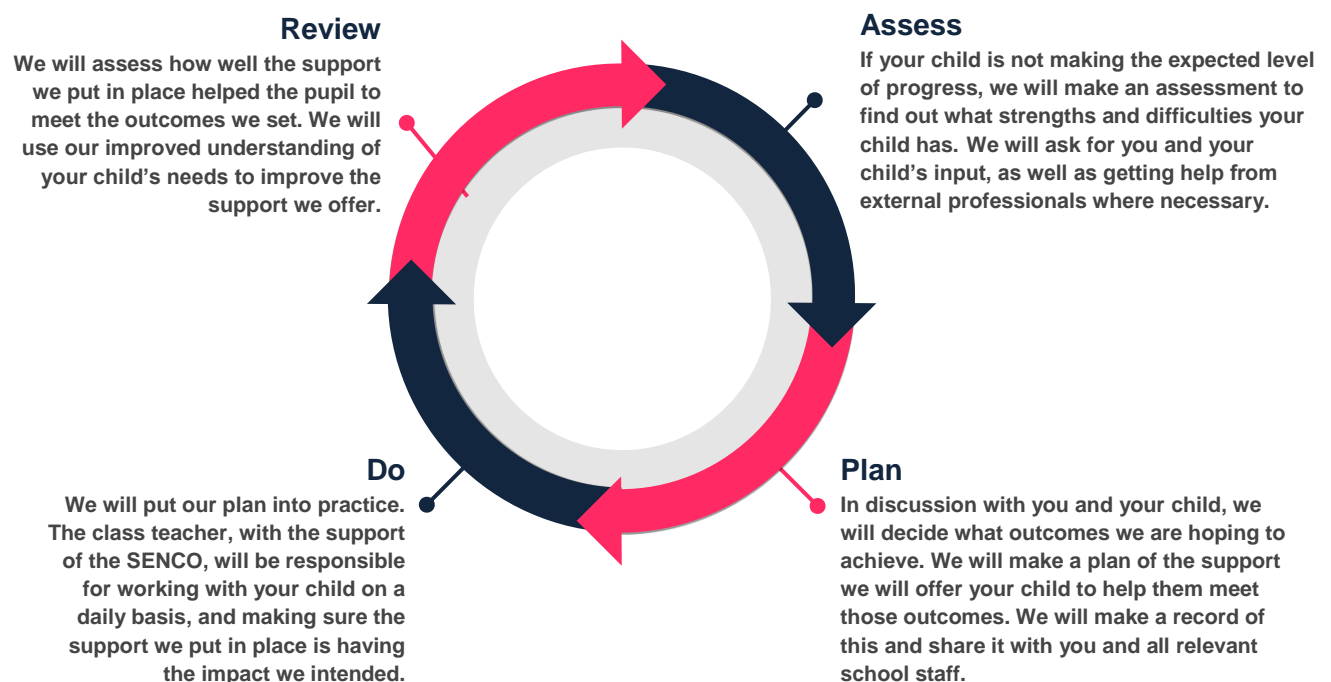 Review
We will assess how well the support
we put in place helped the pupil to
meet the outcomes we set. We will
use our improved understanding of
your child’s needs to improve the
support we offer.
Assess
If your child is not making the expected level
of progress, we will make an assessment to
find out what strengths and difficulties your
child has. We will ask for you and your
child’s input, as well as getting help from
external professionals where necessary.
Do
We will put our plan into practice.
The class teacher, with the support
of the SENCO, will be responsible
for working with your child on a
daily basis, and making sure the
support we put in place is having
the impact we intended.
Plan
In discussion with you and your child, we
will decide what outcomes we are hoping to
achieve. We will make a plan of the support
we will offer your child to help them meet
those outcomes. We will make a record of
this and share it with you and all relevant
school staff.